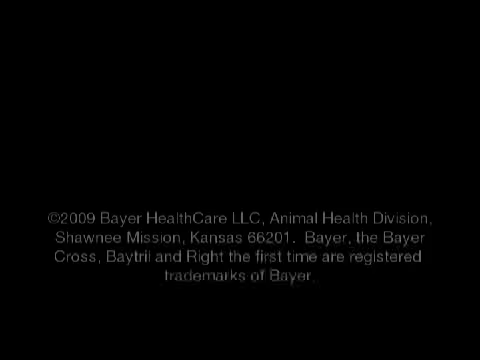 ©2009 Bayer HealthCare LLC, Animal Health Division,
Shawnee Mission, Kansas 66201.  Bayer, the Bayer
Cross, Baytril and Right the first time are registered
trademarks of Bayer.